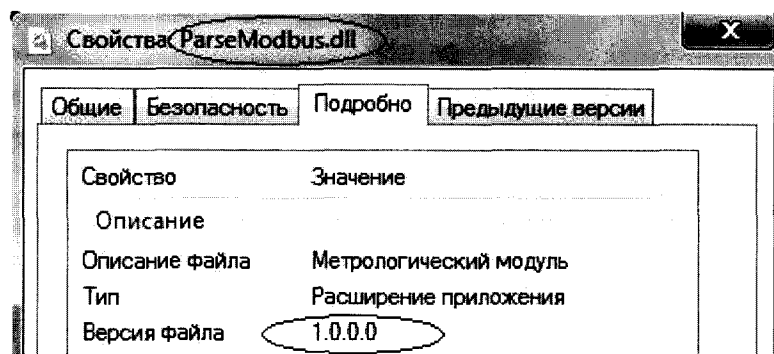 Свойства: ParseModbus.dll
X
Общие Безопасность Подробно Предыдущие версии
Свойство Значение
Описание
Описание файла Метрологический модуль
Тип Расширение приложения
Версия файла 1.0.0.0